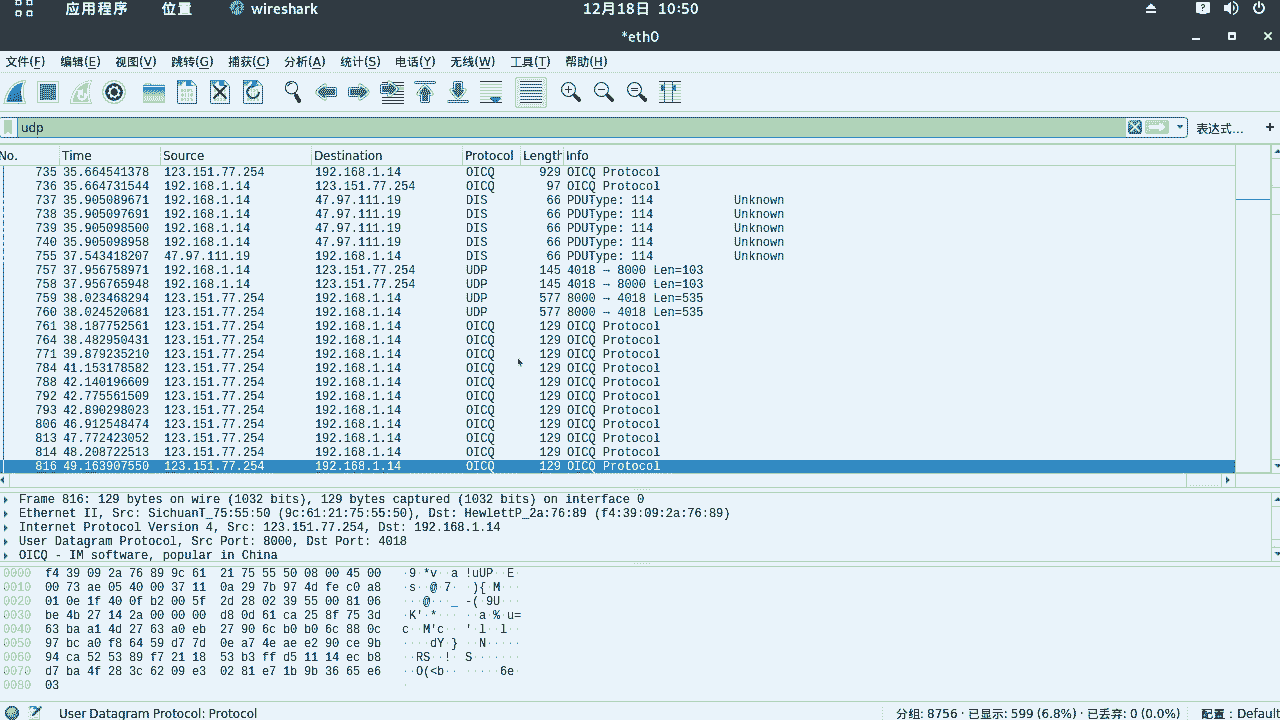 应用程序 位置 wireshark 12月18日 10:50
*eth0
文件(F) 编辑(E) 视图(V) 跳转(G) 捕获(C) 分析(A) 统计(S) 电话(Y) 无线(W) 工具(T) 帮助(H)
udp 表达式… +
No. Time Source Destination Protocol Length Info
735 35.664541378 123.151.77.254 192.168.1.14 OICQ 929 OICQ Protocol
736 35.664731544 192.168.1.14 123.151.77.254 OICQ 97 OICQ Protocol
737 35.905089671 192.168.1.14 47.97.111.19 DIS 66 PDUType: 114 Unknown
738 35.905097691 192.168.1.14 47.97.111.19 DIS 66 PDUType: 114 Unknown
739 35.905098500 192.168.1.14 47.97.111.19 DIS 66 PDUType: 114 Unknown
740 35.905098958 192.168.1.14 47.97.111.19 DIS 66 PDUType: 114 Unknown
755 37.543418207 47.97.111.19 192.168.1.14 DIS 66 PDUType: 114 Unknown
757 37.956758971 192.168.1.14 123.151.77.254 UDP 145 4018 → 8000 Len=103
758 37.956765948 192.168.1.14 123.151.77.254 UDP 145 4018 → 8000 Len=103
759 38.023468294 123.151.77.254 192.168.1.14 UDP 577 8000 → 4018 Len=535
760 38.024520681 123.151.77.254 192.168.1.14 UDP 577 8000 → 4018 Len=535
761 38.187752561 123.151.77.254 192.168.1.14 OICQ 129 OICQ Protocol
764 38.482950431 123.151.77.254 192.168.1.14 OICQ 129 OICQ Protocol
771 39.879235210 123.151.77.254 192.168.1.14 OICQ 129 OICQ Protocol
784 41.153178582 123.151.77.254 192.168.1.14 OICQ 129 OICQ Protocol
788 42.140196609 123.151.77.254 192.168.1.14 OICQ 129 OICQ Protocol
792 42.775561509 123.151.77.254 192.168.1.14 OICQ 129 OICQ Protocol
793 42.890298023 123.151.77.254 192.168.1.14 OICQ 129 OICQ Protocol
806 46.912548474 123.151.77.254 192.168.1.14 OICQ 129 OICQ Protocol
813 47.772423052 123.151.77.254 192.168.1.14 OICQ 129 OICQ Protocol
814 48.208722513 123.151.77.254 192.168.1.14 OICQ 129 OICQ Protocol
816 49.163907550 123.151.77.254 192.168.1.14 OICQ 129 OICQ Protocol
Frame 816: 129 bytes on wire (1032 bits), 129 bytes captured (1032 bits) on interface 0
Ethernet II, Src: SichuanT_75:55:50 (9c:61:21:75:55:50), Dst: HewlettP_2a:76:89 (f4:39:09:2a:76:89)
Internet Protocol Version 4, Src: 123.151.77.254, Dst: 192.168.1.14
User Datagram Protocol, Src Port: 8000, Dst Port: 4018
OICQ - IM software, popular in China
0000 f4 39 09 2a 76 89 9c 61 21 75 55 50 08 00 45 00 ·9·*v··a !uUP··E·
0010 00 73 ae 05 40 00 37 11 0a 29 7b 97 4d fe c0 a8 ·s··@·7· ·){·M···
0020 01 0e 1f 40 0f b2 00 5f 2d 28 02 39 55 00 81 06 ···@···_ -(·9U···
0030 be 4b 27 14 2a 00 00 00 d8 0d 61 ca 25 8f 75 3d ·K'·*··· ··a·%·u=
0040 63 ba a1 4d 27 63 a0 eb 27 90 6c b0 b0 6c 88 0c c··M'c·· '·l··l··
0050 97 bc a0 f8 64 59 d7 7d 0e a7 4e ae e2 90 ce 9b ····dY·} ··N·····
0060 94 ca 52 53 89 f7 21 18 53 b3 ff d5 11 14 ec b8 ··RS··!· S·······
0070 d7 ba 4f 28 3c 62 09 e3 02 81 e7 1b 9b 36 65 e6 ··O(<b·· ·····6e·
0080 03 ·
User Datagram Protocol: Protocol 分组: 8756 · 已显示: 599 (6.8%) · 已丢弃: 0 (0.0%) 配置: Default